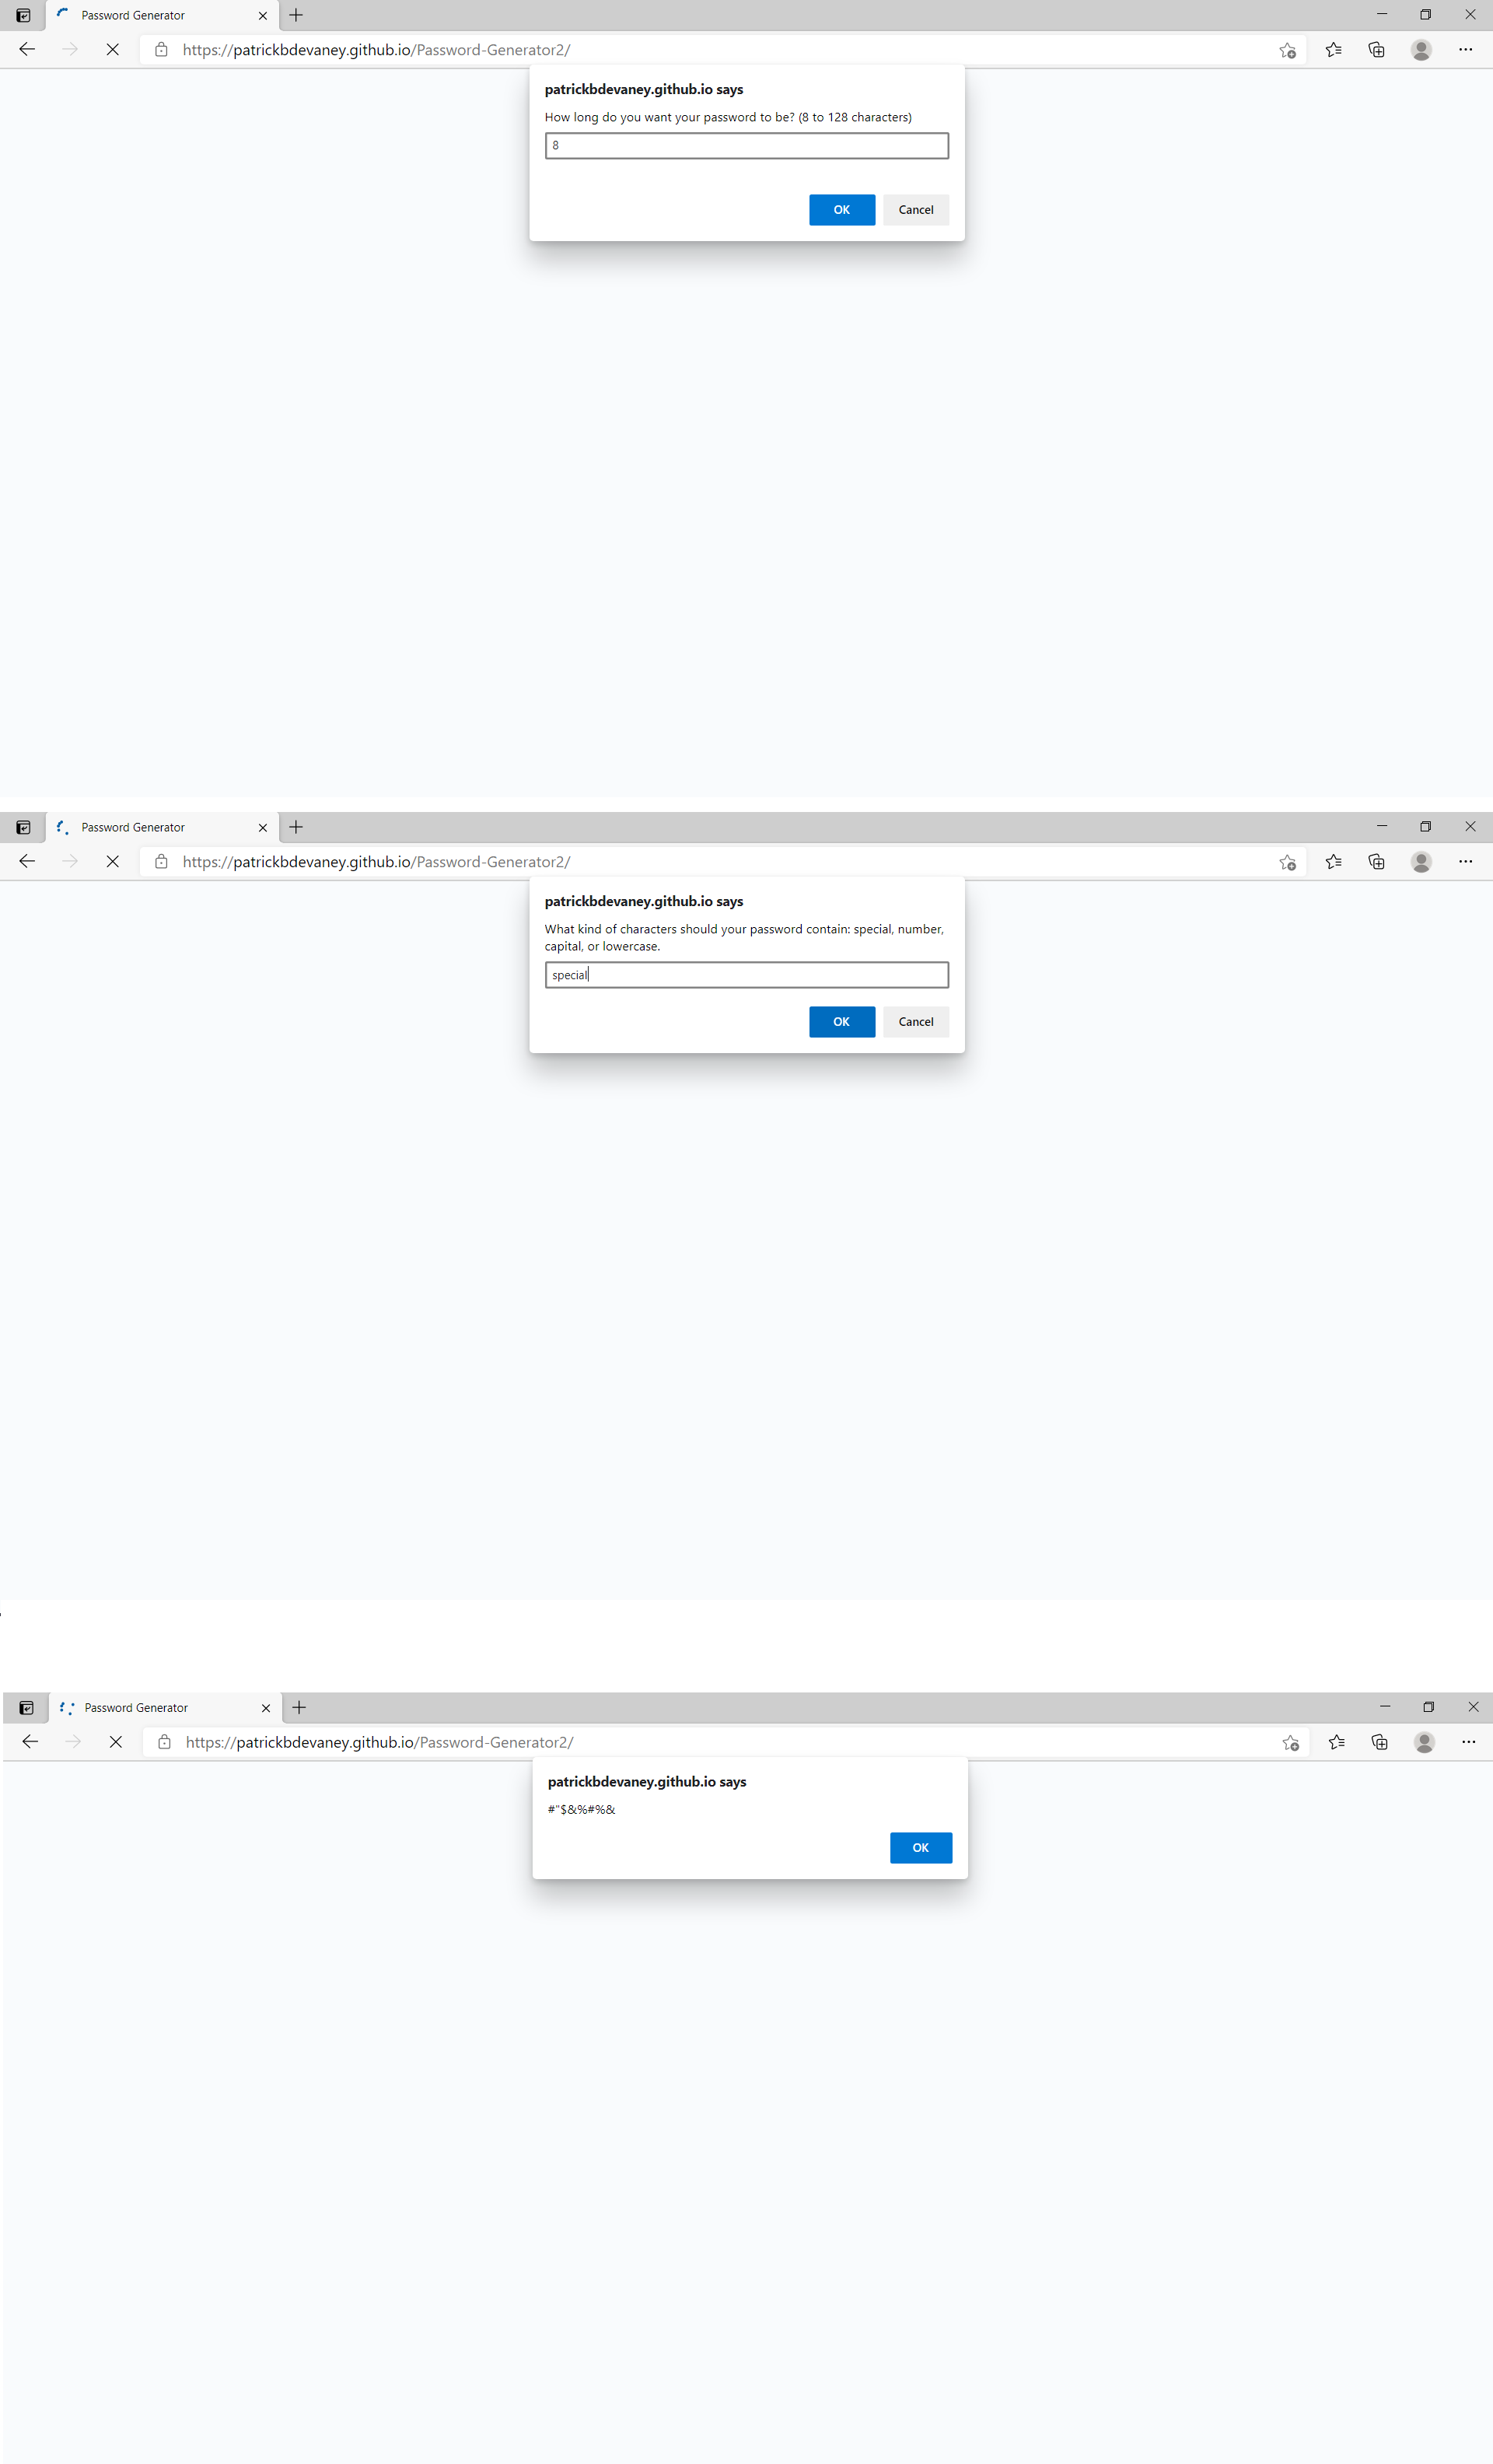 Password Generator
https://patrickbdevaney.github.io/Password-Generator2/
patrickbdevaney.github.io says
How long do you want your password to be? (8 to 128 characters)
8
OK Cancel
Password Generator
https://patrickbdevaney.github.io/Password-Generator2/
patrickbdevaney.github.io says
What kind of characters should your password contain: special, number,
capital, or lowercase.
special
OK Cancel
Password Generator
https://patrickbdevaney.github.io/Password-Generator2/
patrickbdevaney.github.io says
#"$&%#%&
OK